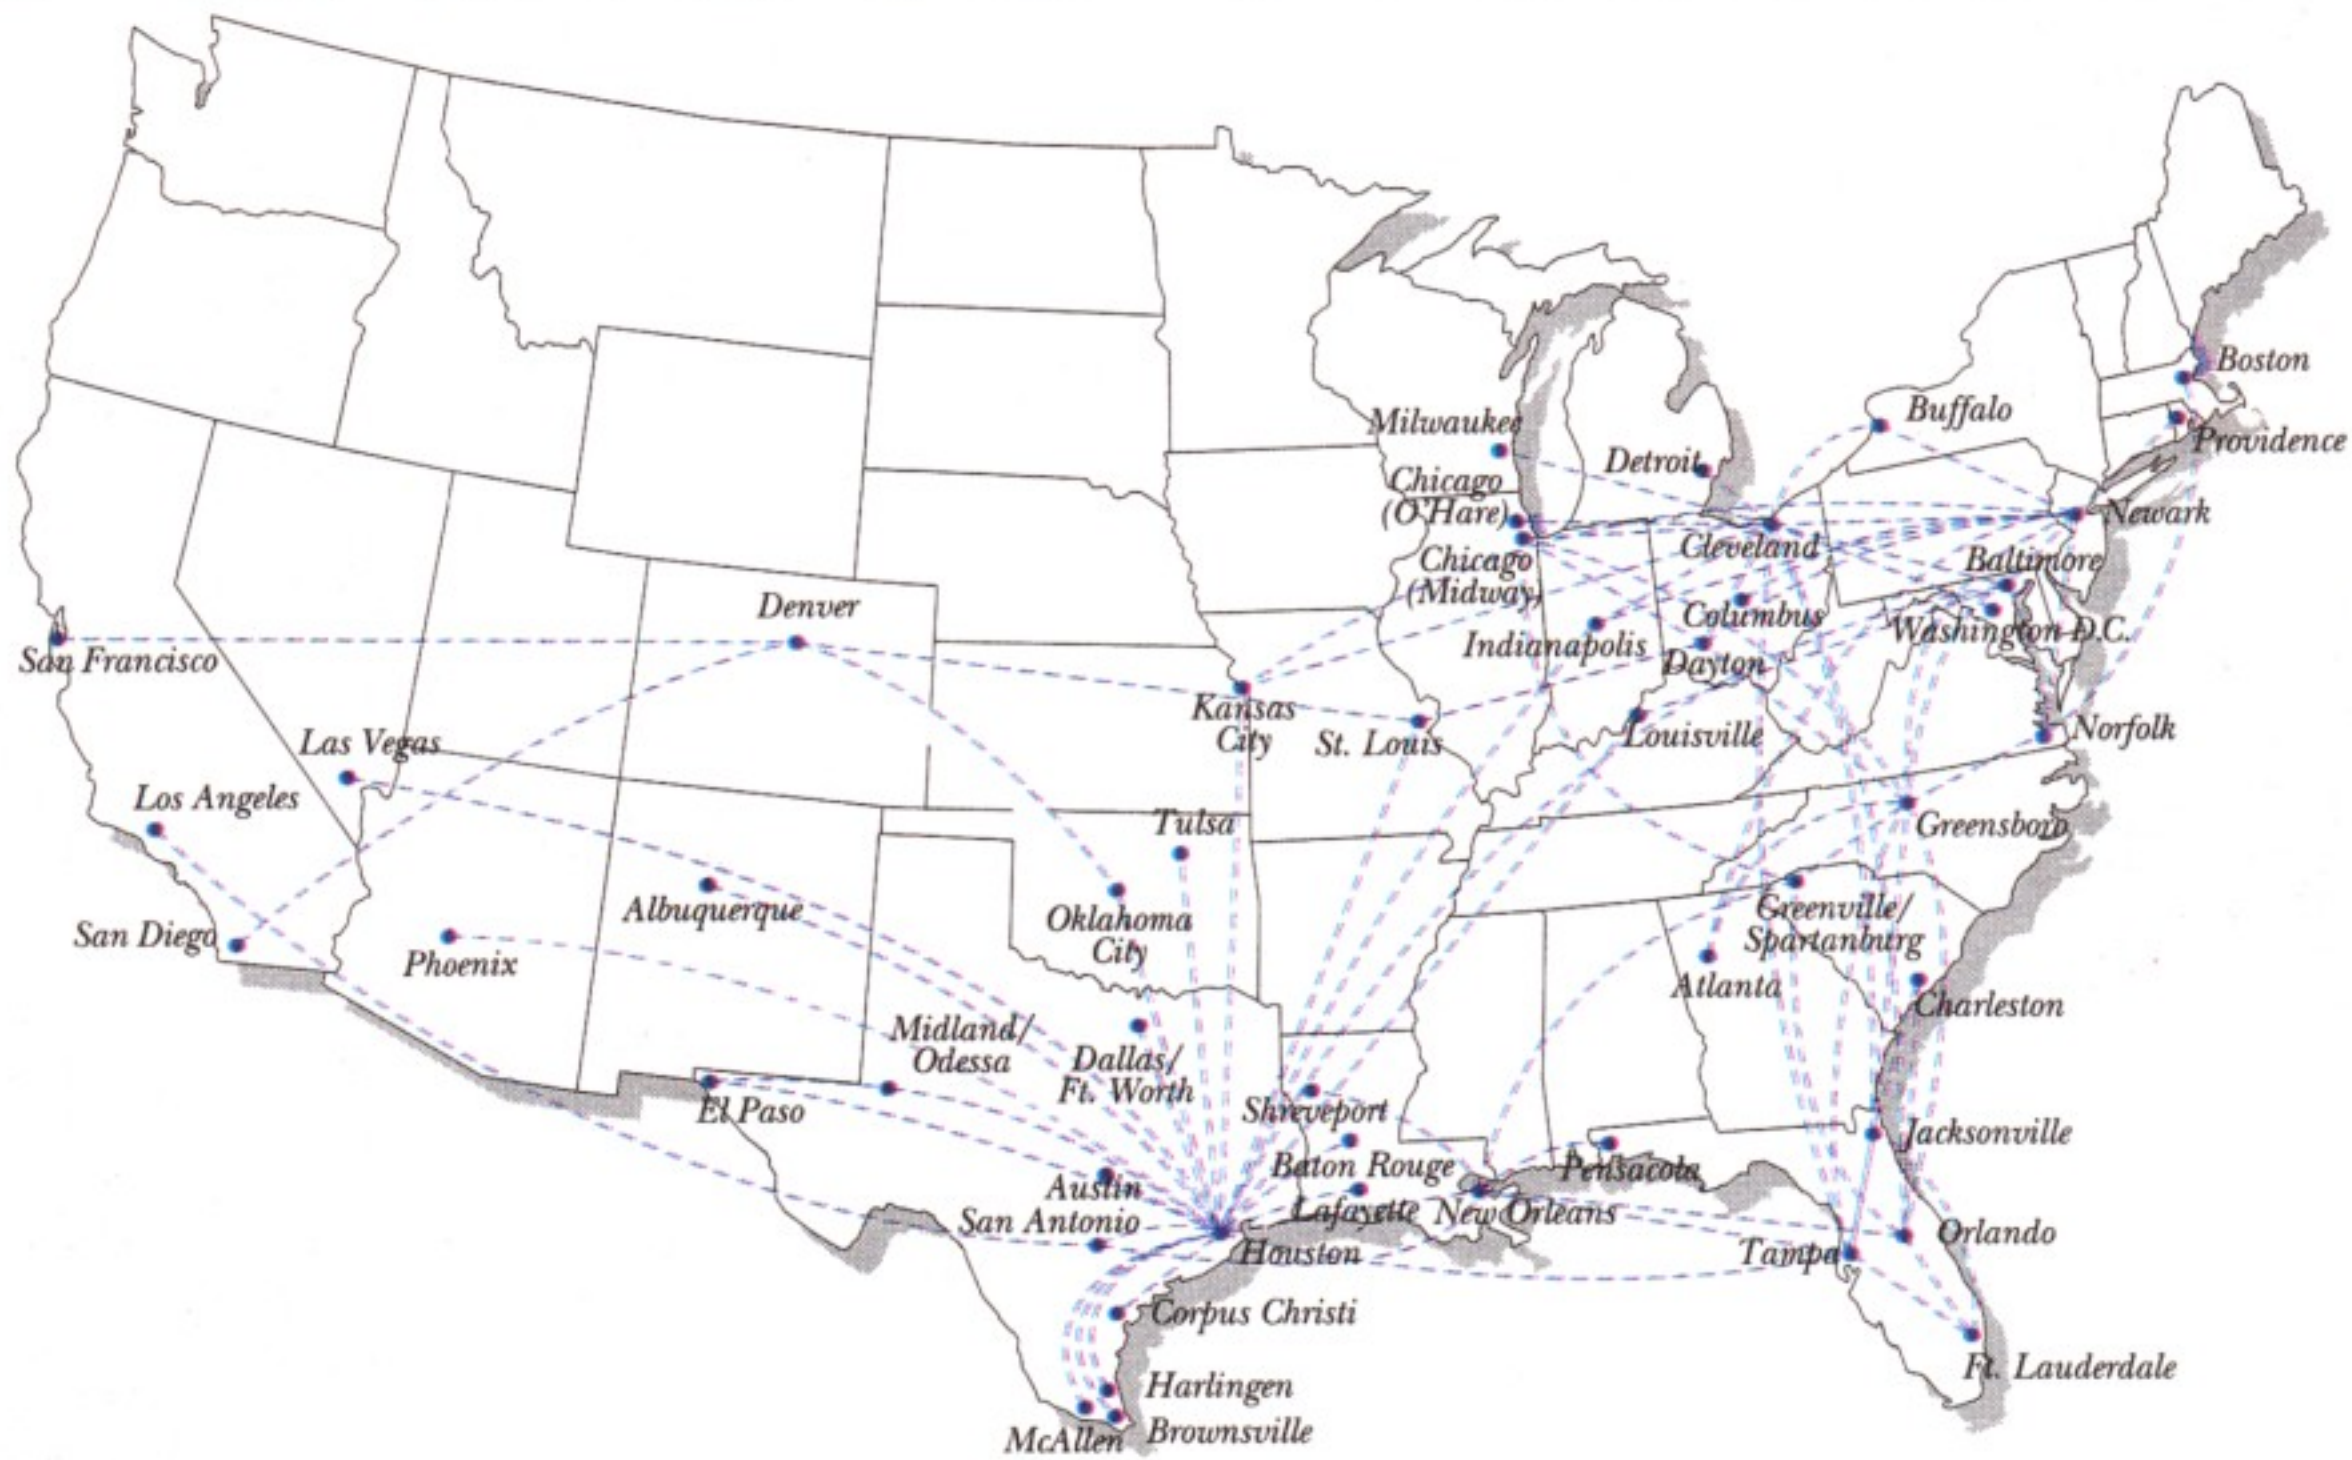 Boston
Buffalo
Milwaukee
Providence
Detroit
Chicago
(O'Hare)
Newark
Cleveland
Chicago
(Midway)
Baltimore
Denver
Columbus
Washington D.C.
Indianapolis
San Francisco
Dayton
Kansas
City
Norfolk
Las Vegas
St. Louis
Louisville
Los Angeles
Tulsa
Greensboro
Albuquerque
Oklahoma
City
Greenville/
Spartanburg
San Diego
Phoenix
Atlanta
Charleston
Midland/
Odessa
Dallas/
Ft. Worth
El Paso
Shreveport
Jacksonville
Baton Rouge
Pensacola
Austin
Lafayette
New Orleans
San Antonio
Orlando
Houston
Tampa
Corpus Christi
Ft. Lauderdale
Harlingen
McAllen
Brownsville